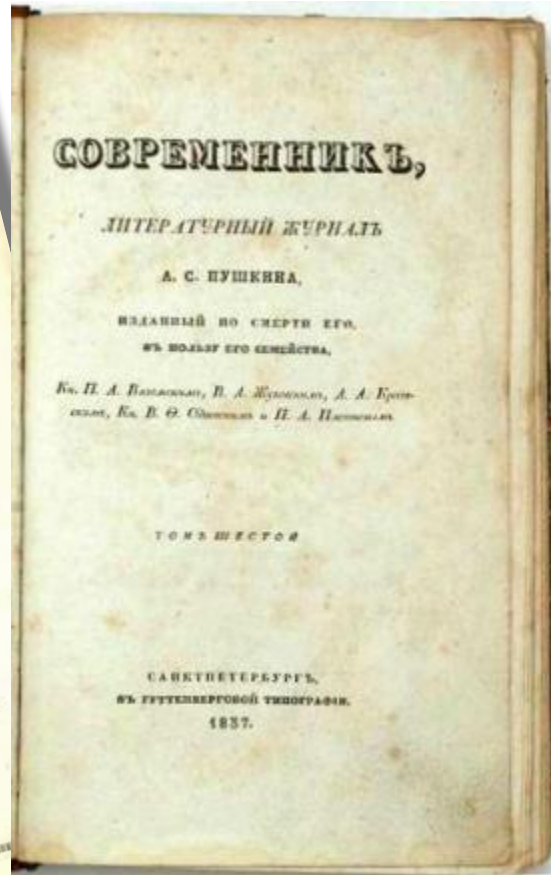 СОВРЕМЕННИКЪ,
ЛИТЕРАТУРНЫЙ ЖУРНАЛЪ
А. С. ПУШКИНА,
ИЗДАННЫЙ ПО СМЕРТИ ЕГО,
ВЪ ПОЛЬЗУ ЕГО СЕМЕЙСТВА,
Кн. П. А. Вяземскимъ, В. А. Жуковскимъ, А. А. Краев-
скимъ, Кн. В. Ѳ. Одоевскимъ и П. А. Плетневымъ
ТОМЪ ШЕСТОЙ
САНКТПЕТЕРБУРГЪ,
ВЪ ГУТТЕНБЕРГОВОЙ ТИПОГРАФІИ.
1837.